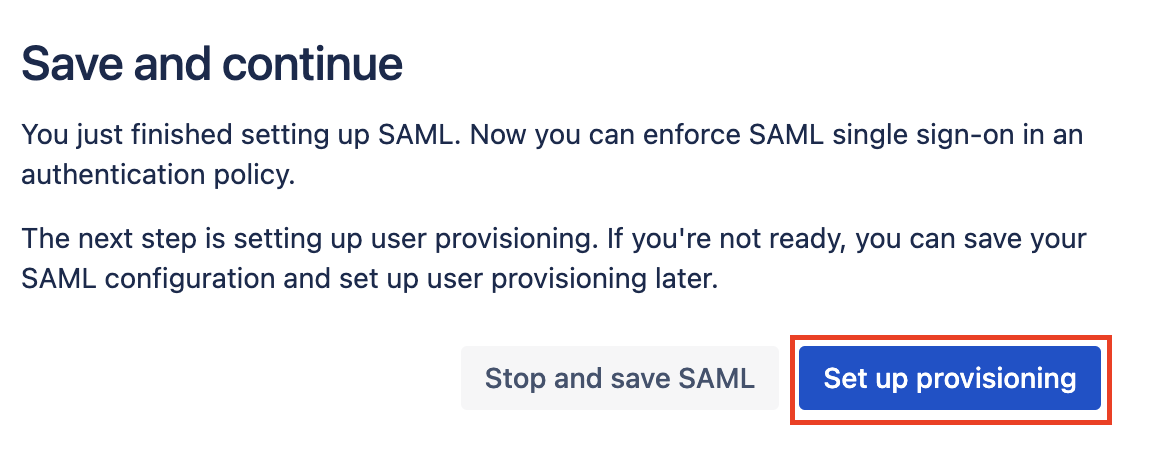 Save and continue
You just finished setting up SAML. Now you can enforce SAML single sign-on in an
authentication policy.
The next step is setting up user provisioning. If you're not ready, you can save your
SAML configuration and set up user provisioning later.
Stop and save SAML
Set up provisioning